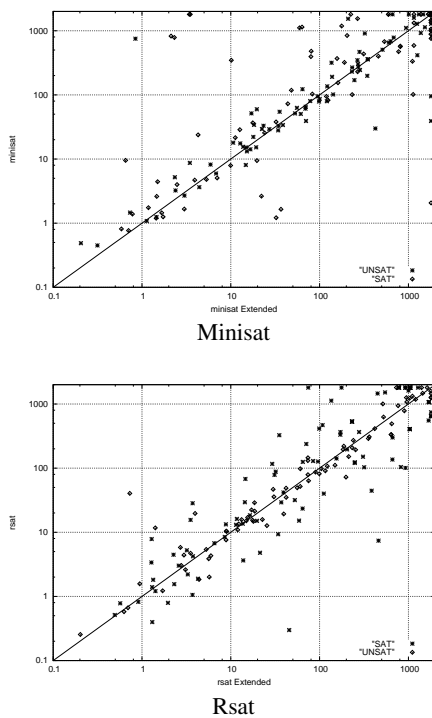 1000
100
10
1
0.1
0.1 1 10 100 1000
minisat
minisat Extended
"UNSAT"
"SAT"
Minisat
1000
100
10
1
0.1
0.1 1 10 100 1000
rsat
rsat Extended
"SAT"
"UNSAT"
Rsat